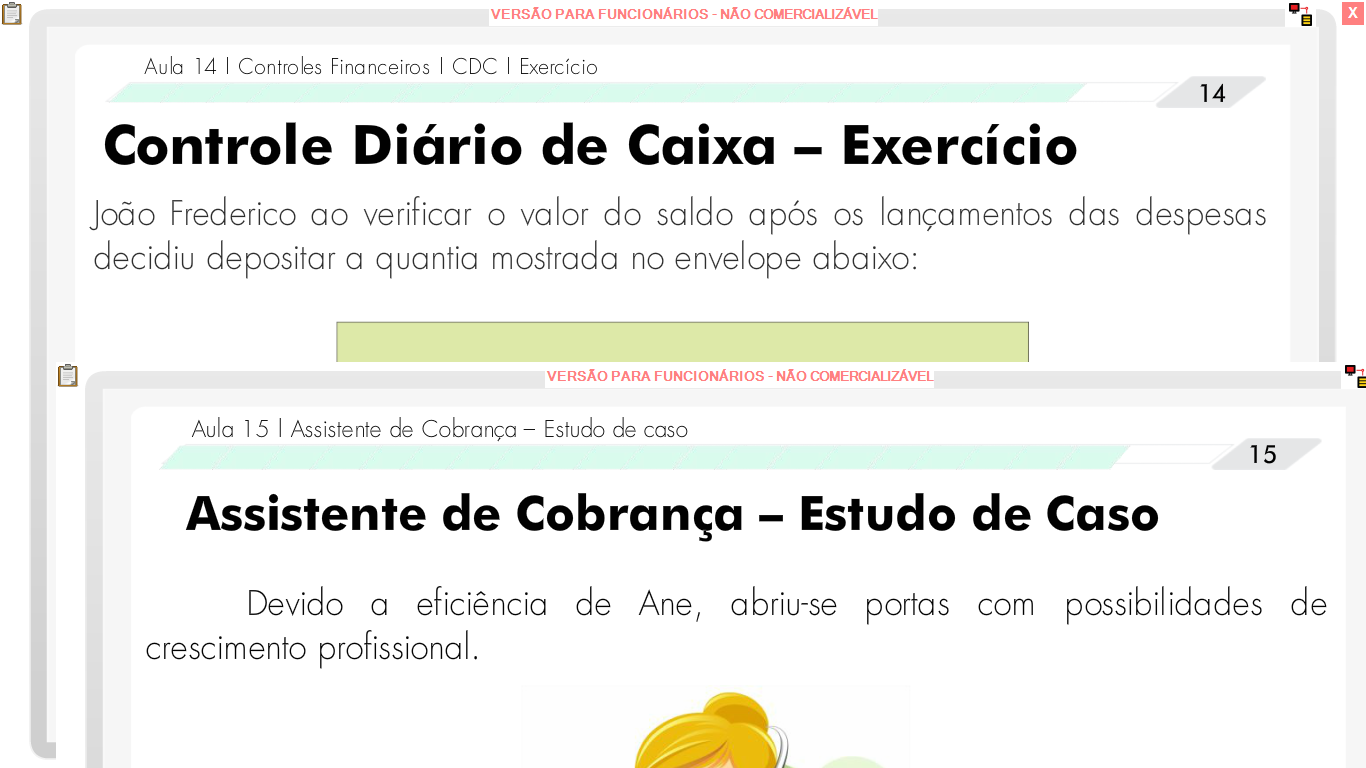 VERSÃO PARA FUNCIONÁRIOS - NÃO COMERCIALIZÁVEL
X
Aula 14 | Controles Financeiros | CDC | Exercício
14
Controle Diário de Caixa – Exercício
João Frederico ao verificar o valor do saldo após os lançamentos das despesas
decidiu depositar a quantia mostrada no envelope abaixo:
VERSÃO PARA FUNCIONÁRIOS - NÃO COMERCIALIZÁVEL
Aula 15 | Assistente de Cobrança – Estudo de caso
15
Assistente de Cobrança – Estudo de Caso
Devido a eficiência de Ane, abriu-se portas com possibilidades de
crescimento profissional.